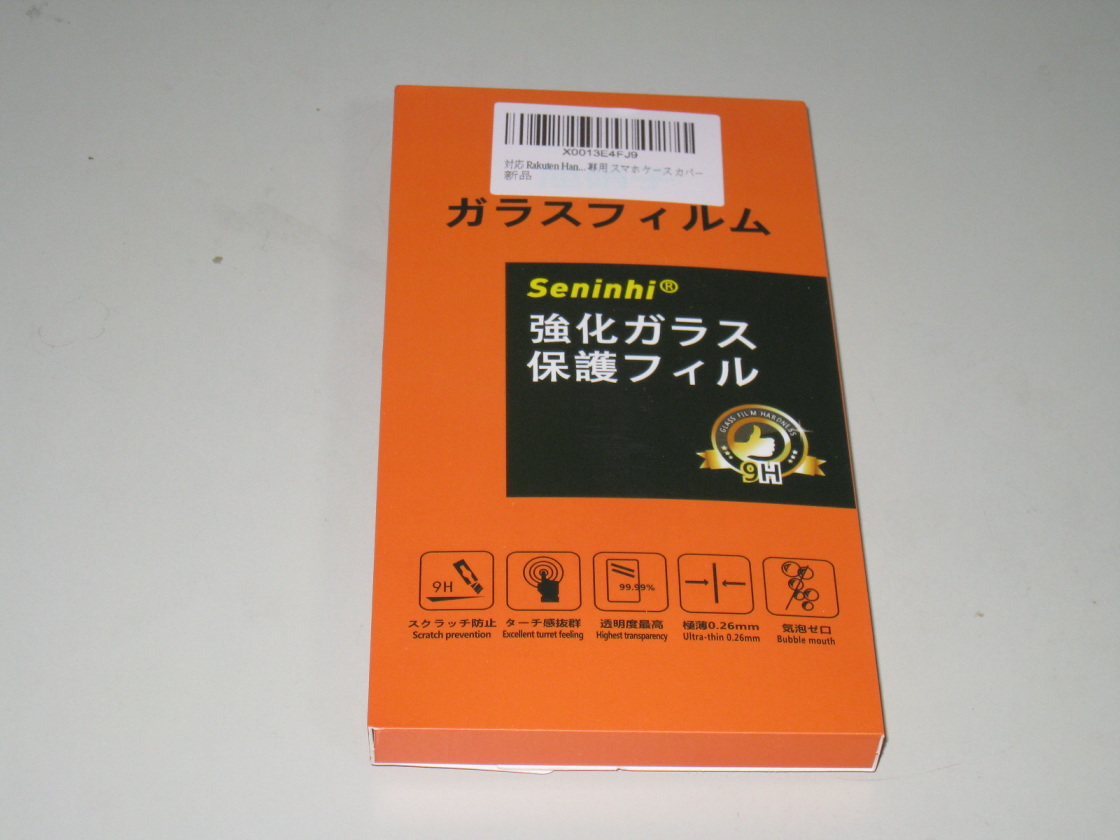 X0013E4FJ9
対応 Rakuten Han... 専用 スマホ ケース カバー
新品
ガラスフィルム
Seninhi®
強化ガラス
保護フィル
GLASS FILM HARDNESS
9H
9H
99.99%
スクラッチ防止
Scratch prevention
ターチ感抜群
Excellent turret feeling
透明度最高
Highest transparency
極薄0.26mm
Ultra-thin 0.26mm
気泡ゼロ
Bubble mouth